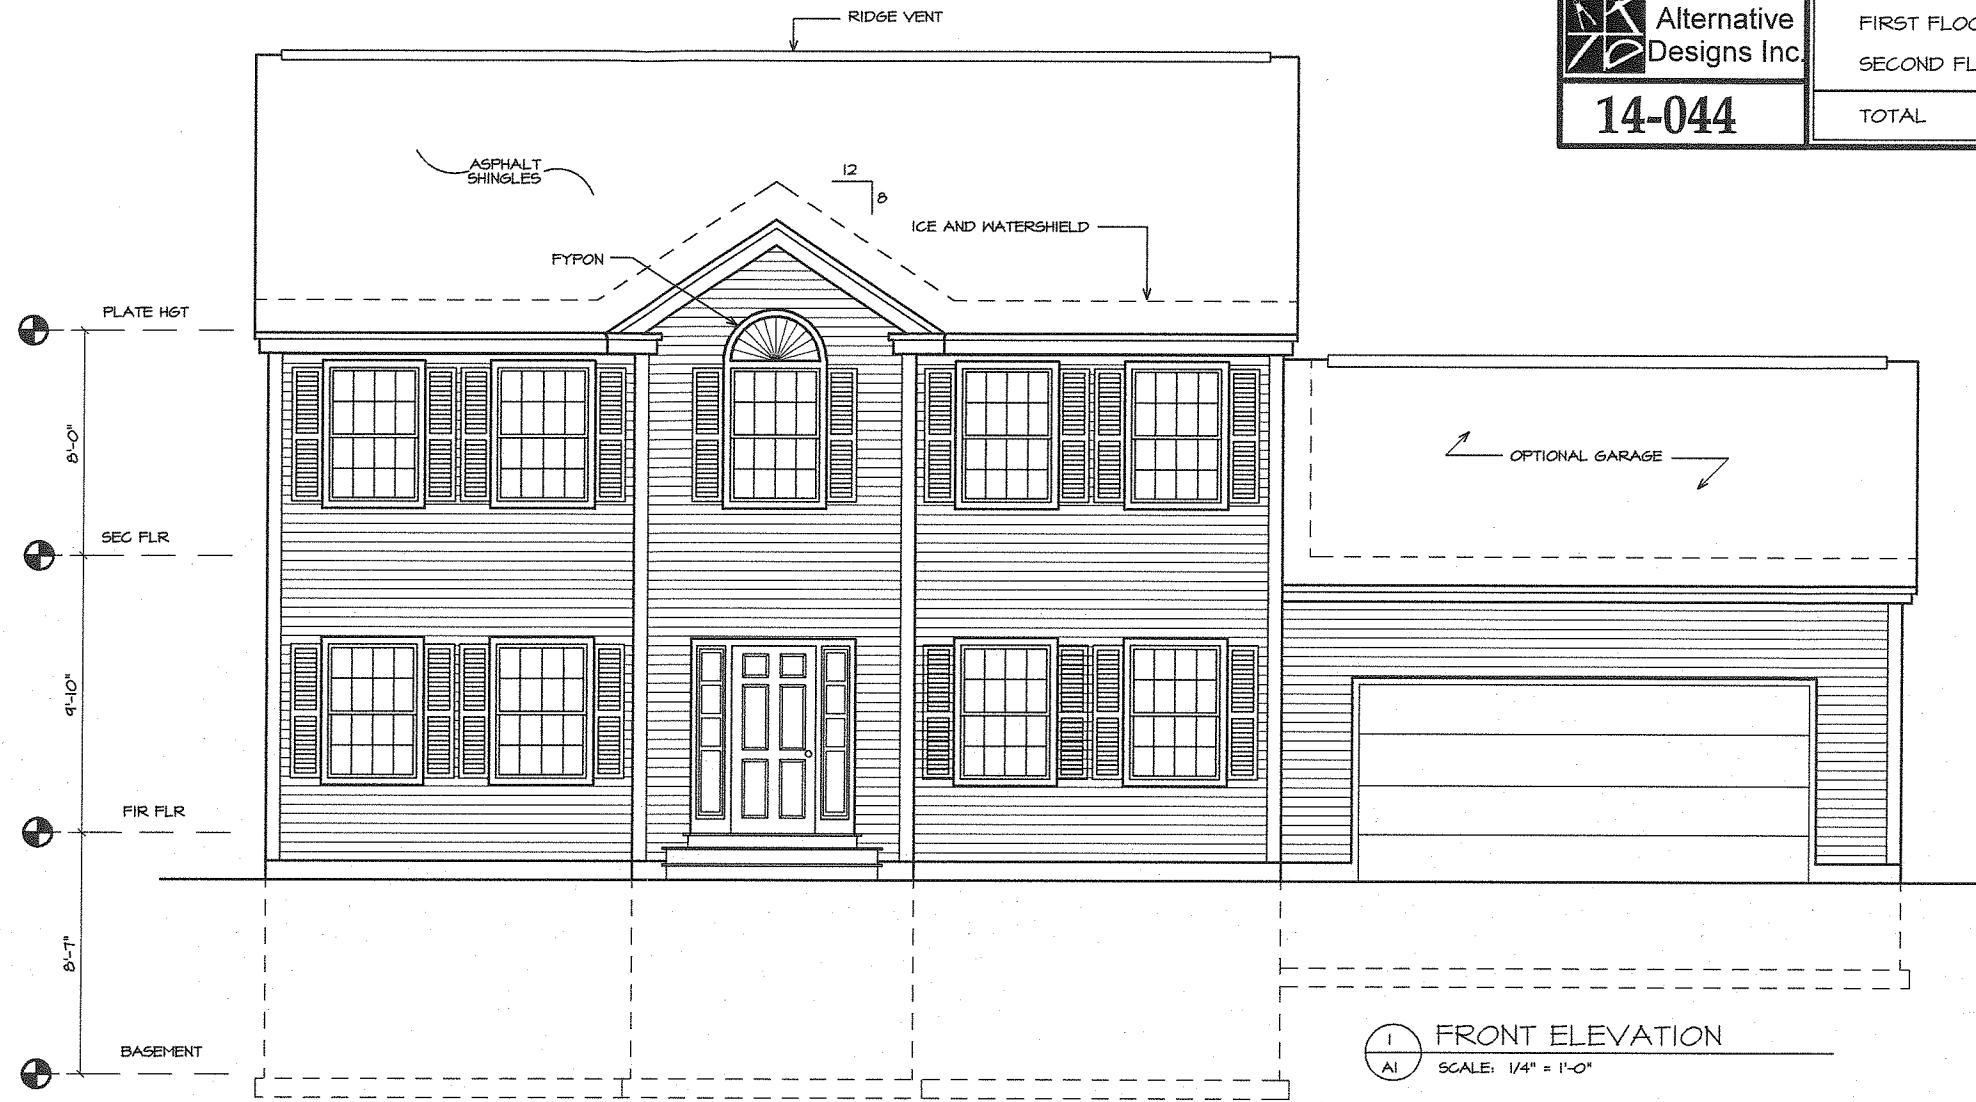 RIDGE VENT
Alternative
Designs Inc.
14-044
FIRST FLOO
SECOND FL
TOTAL
ASPHALT
SHINGLES
12
8
ICE AND WATERSHIELD
FYPON
PLATE HGT
8'-0"
OPTIONAL GARAGE
SEC FLR
9'-10"
FIR FLR
8'-7"
BASEMENT
1
A1
FRONT ELEVATION
SCALE: 1/4" = 1'-0"